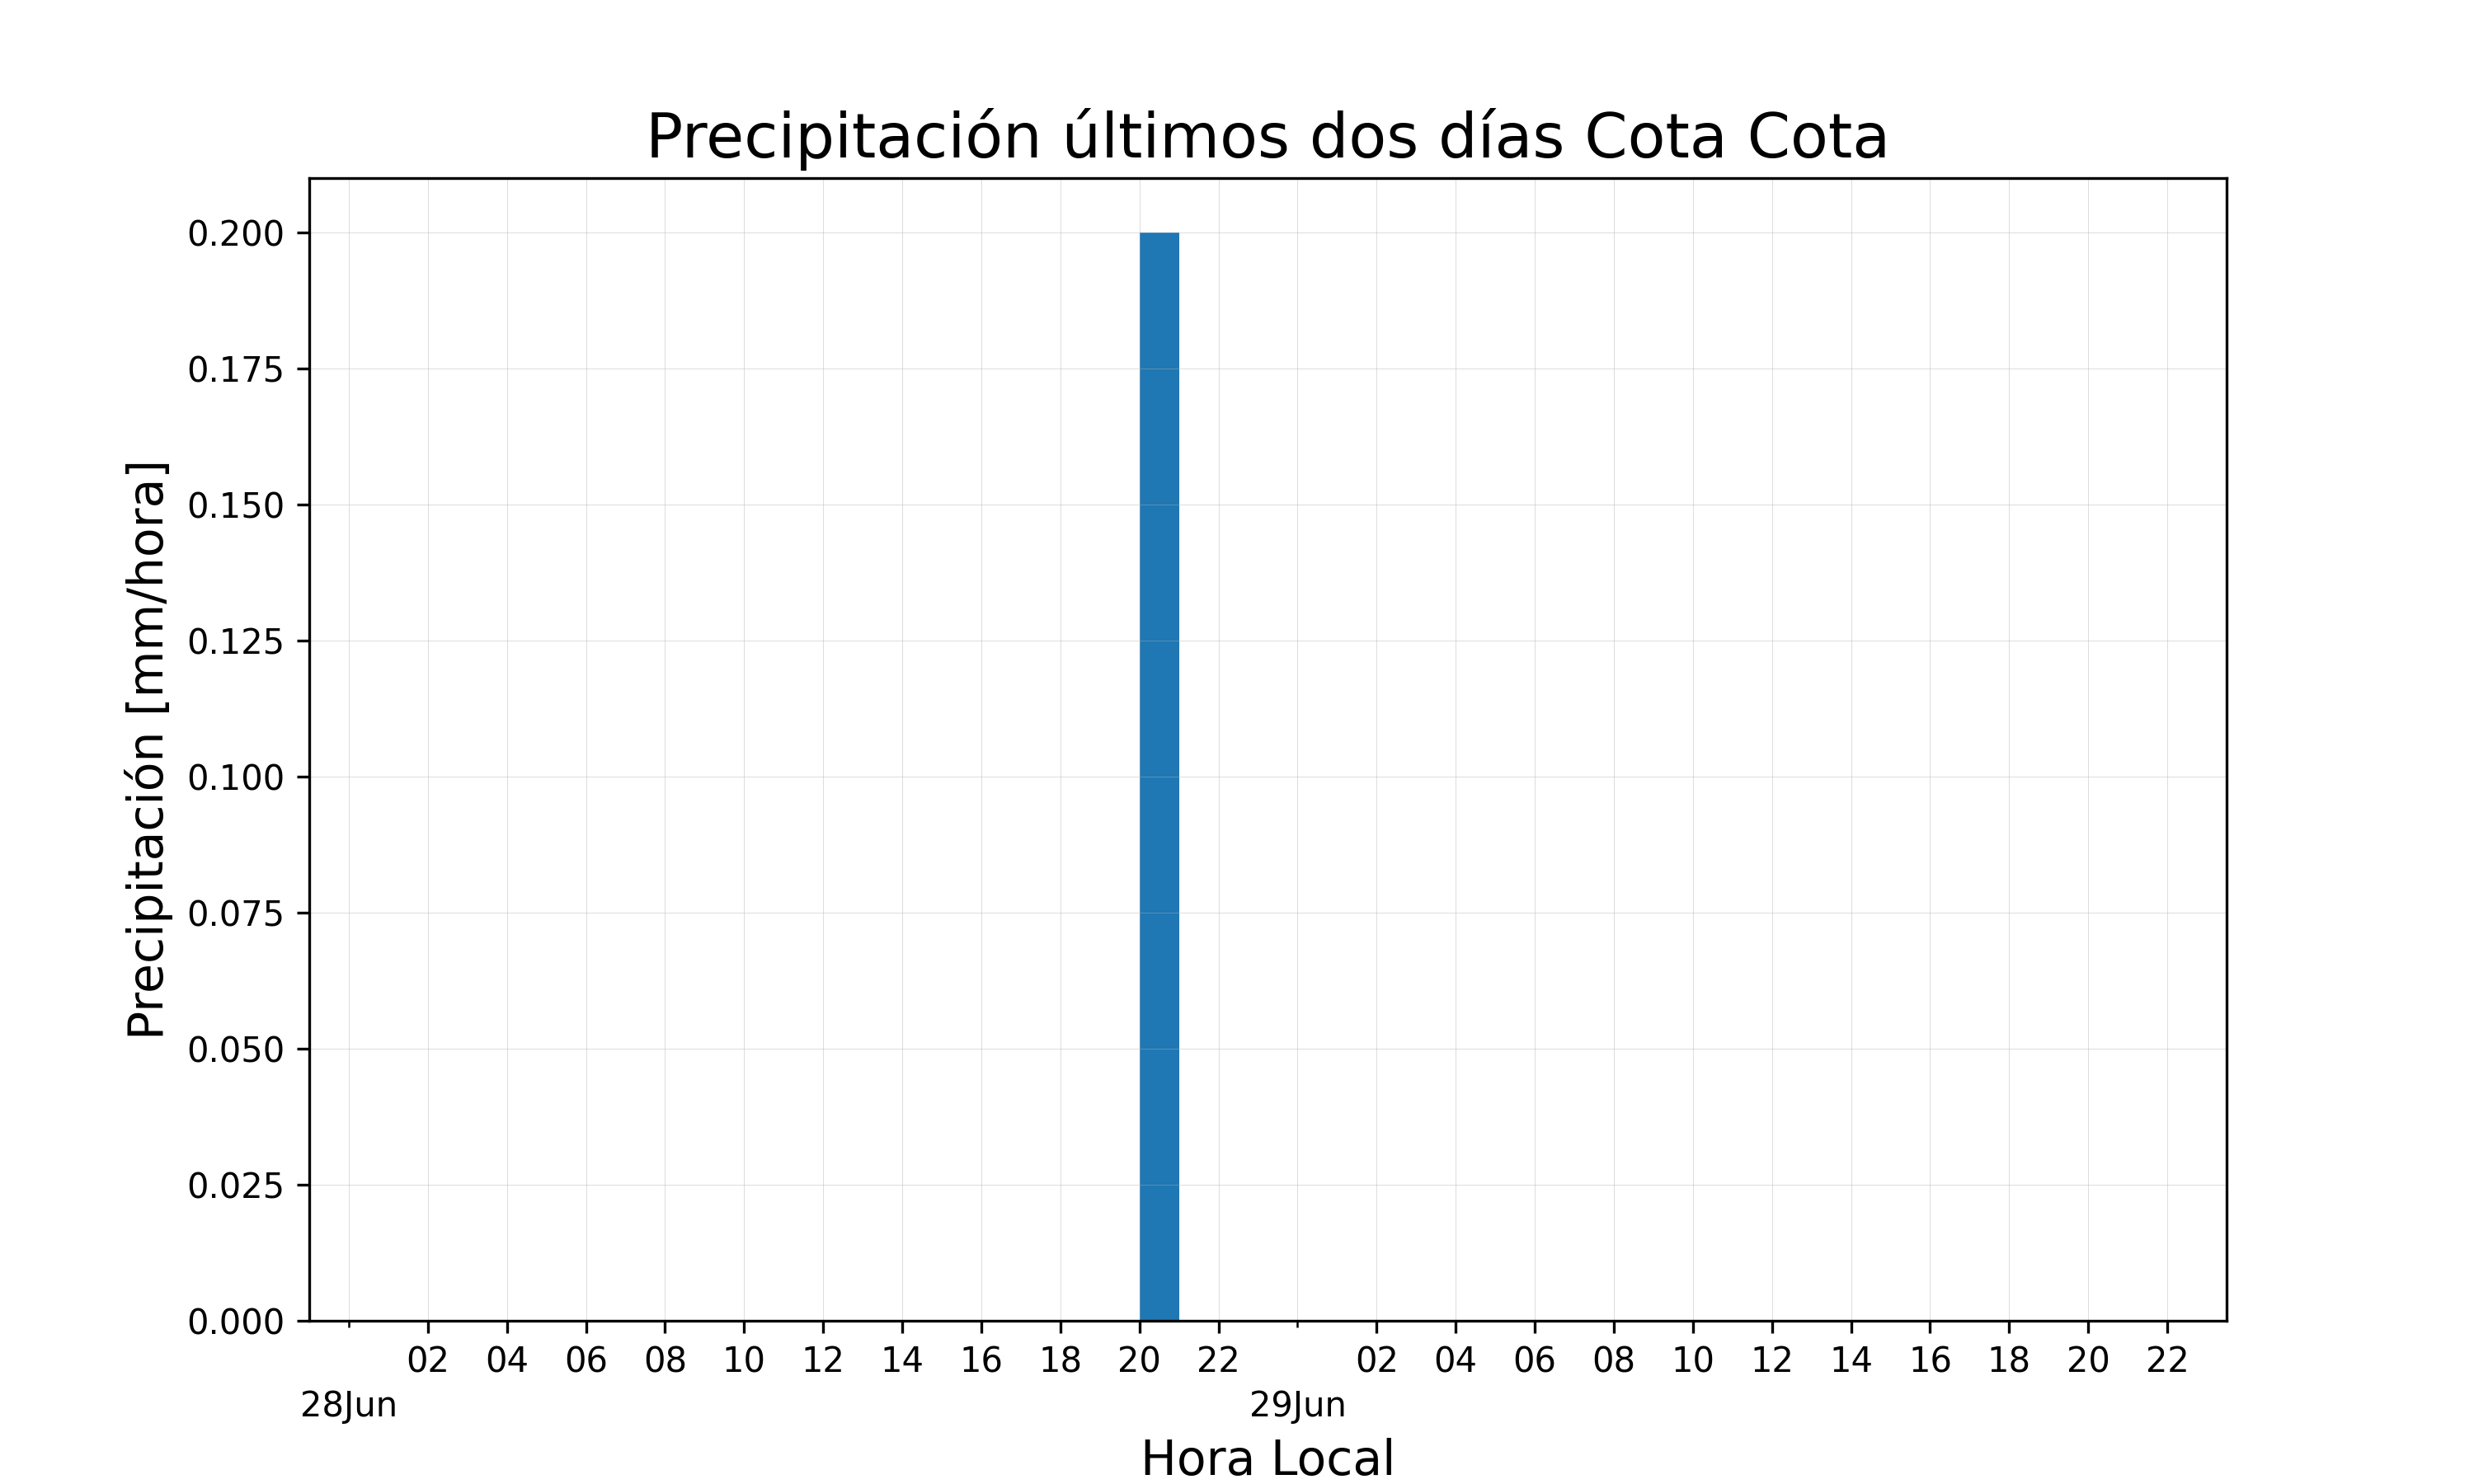 Precipitación últimos dos días Cota Cota
Precipitación [mm/hora]
0.200
0.175
0.150
0.125
0.100
0.075
0.050
0.025
0.000
02 04 06 08 10 12 14 16 18 20 22 02 04 06 08 10 12 14 16 18 20 22
28Jun 29Jun
Hora Local